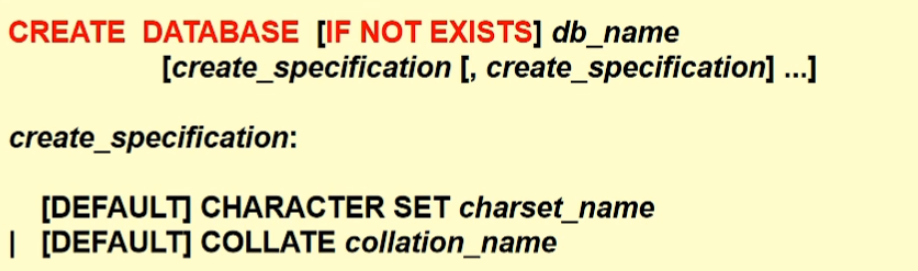 CREATE DATABASE [IF NOT EXISTS] db_name
[create_specification [, create_specification] ...]
create_specification:
[DEFAULT] CHARACTER SET charset_name
| [DEFAULT] COLLATE collation_name